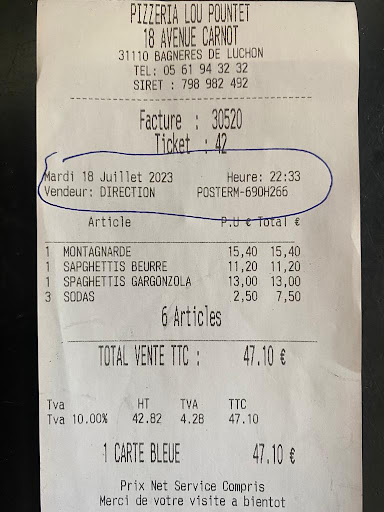 PIZZERIA LOU POUNTET
18 AVENUE CARNOT
31110 BAGNERES DE LUCHON
TEL: 05 61 94 32 32
SIRET : 798 982 492
Facture : 30520
Ticket : 42
Mardi 18 Juillet 2023 Heure: 22:33
Vendeur: DIRECTION POSTERM-690H266
Article P.U € Total €
1 MONTAGNARDE 15,40 15,40
1 SAPGHETTIS BEURRE 11,20 11,20
1 SPAGHETTIS GARGONZOLA 13,00 13,00
3 SODAS 2,50 7,50
6 Articles
TOTAL VENTE TTC : 47.10 €
Tva HT TVA TTC
Tva 10.00% 42.82 4.28 47.10
1 CARTE BLEUE 47.10 €
Prix Net Service Compris
Merci de votre visite a bientot